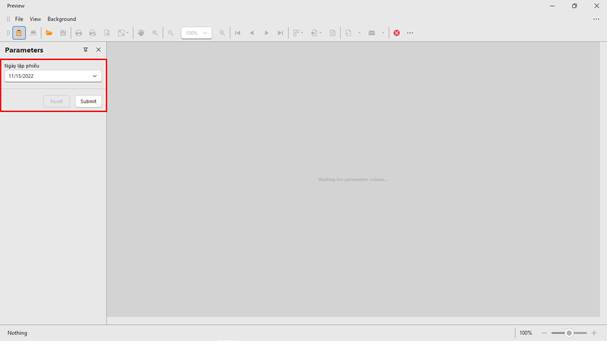 Preview
File View Background
100%
Parameters
Ngày lập phiếu
11/15/2022
Reset Submit
Waiting for parameter values...
Nothing
100%